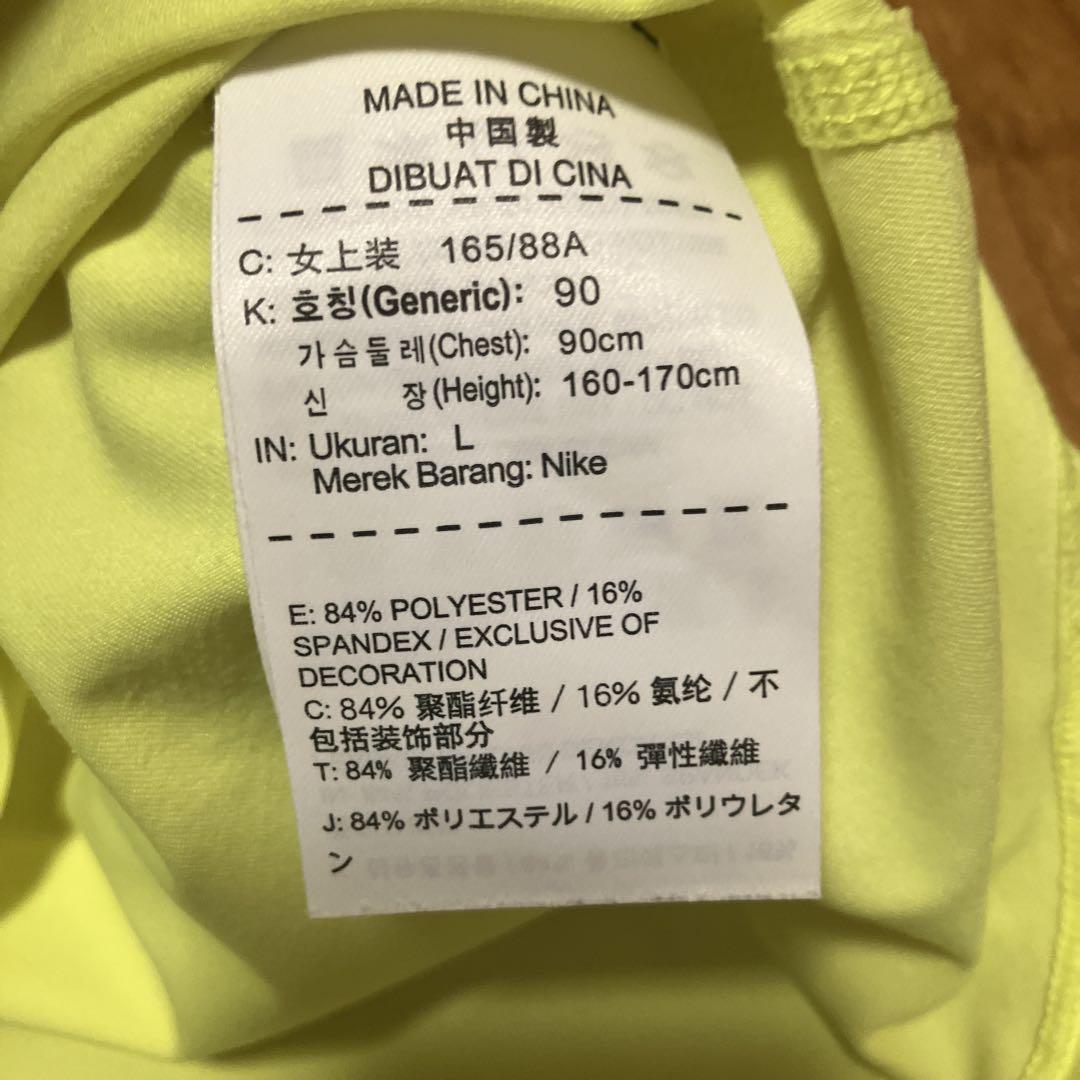 MADE IN CHINA
中国製
DIBUAT DI CINA
C: 女上装 165/88A
K: 호칭(Generic): 90
가슴둘레(Chest): 90cm
신 장(Height): 160-170cm
IN: Ukuran: L
Merek Barang: Nike
E: 84% POLYESTER / 16%
SPANDEX / EXCLUSIVE OF
DECORATION
C: 84% 聚酯纤维 / 16% 氨纶 / 不
包括装饰部分
T: 84% 聚酯纖維 / 16% 彈性纖維
J: 84% ポリエステル / 16% ポリウレタ
ン